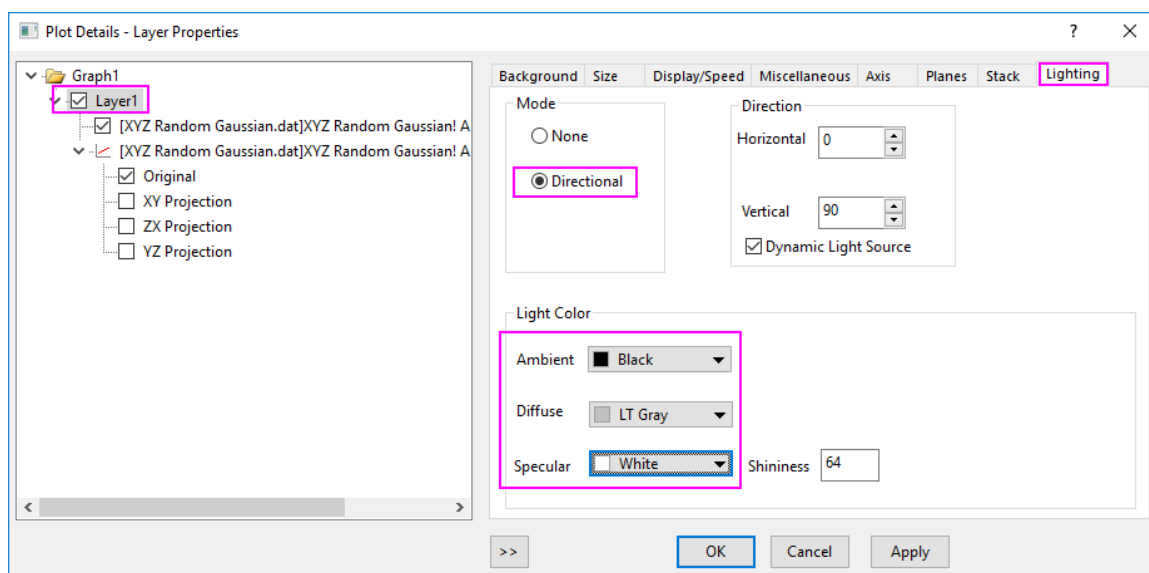 Plot Details - Layer Properties
?
Graph1
Layer1
[XYZ Random Gaussian.dat]XYZ Random Gaussian! A
[XYZ Random Gaussian.dat]XYZ Random Gaussian! A
Original
XY Projection
ZX Projection
YZ Projection
Background Size Display/Speed Miscellaneous Axis Planes Stack Lighting
Mode
None
Directional
Direction
Horizontal 0
Vertical 90
Dynamic Light Source
Light Color
Ambient Black
Diffuse LT Gray
Specular White Shininess 64
>> OK Cancel Apply